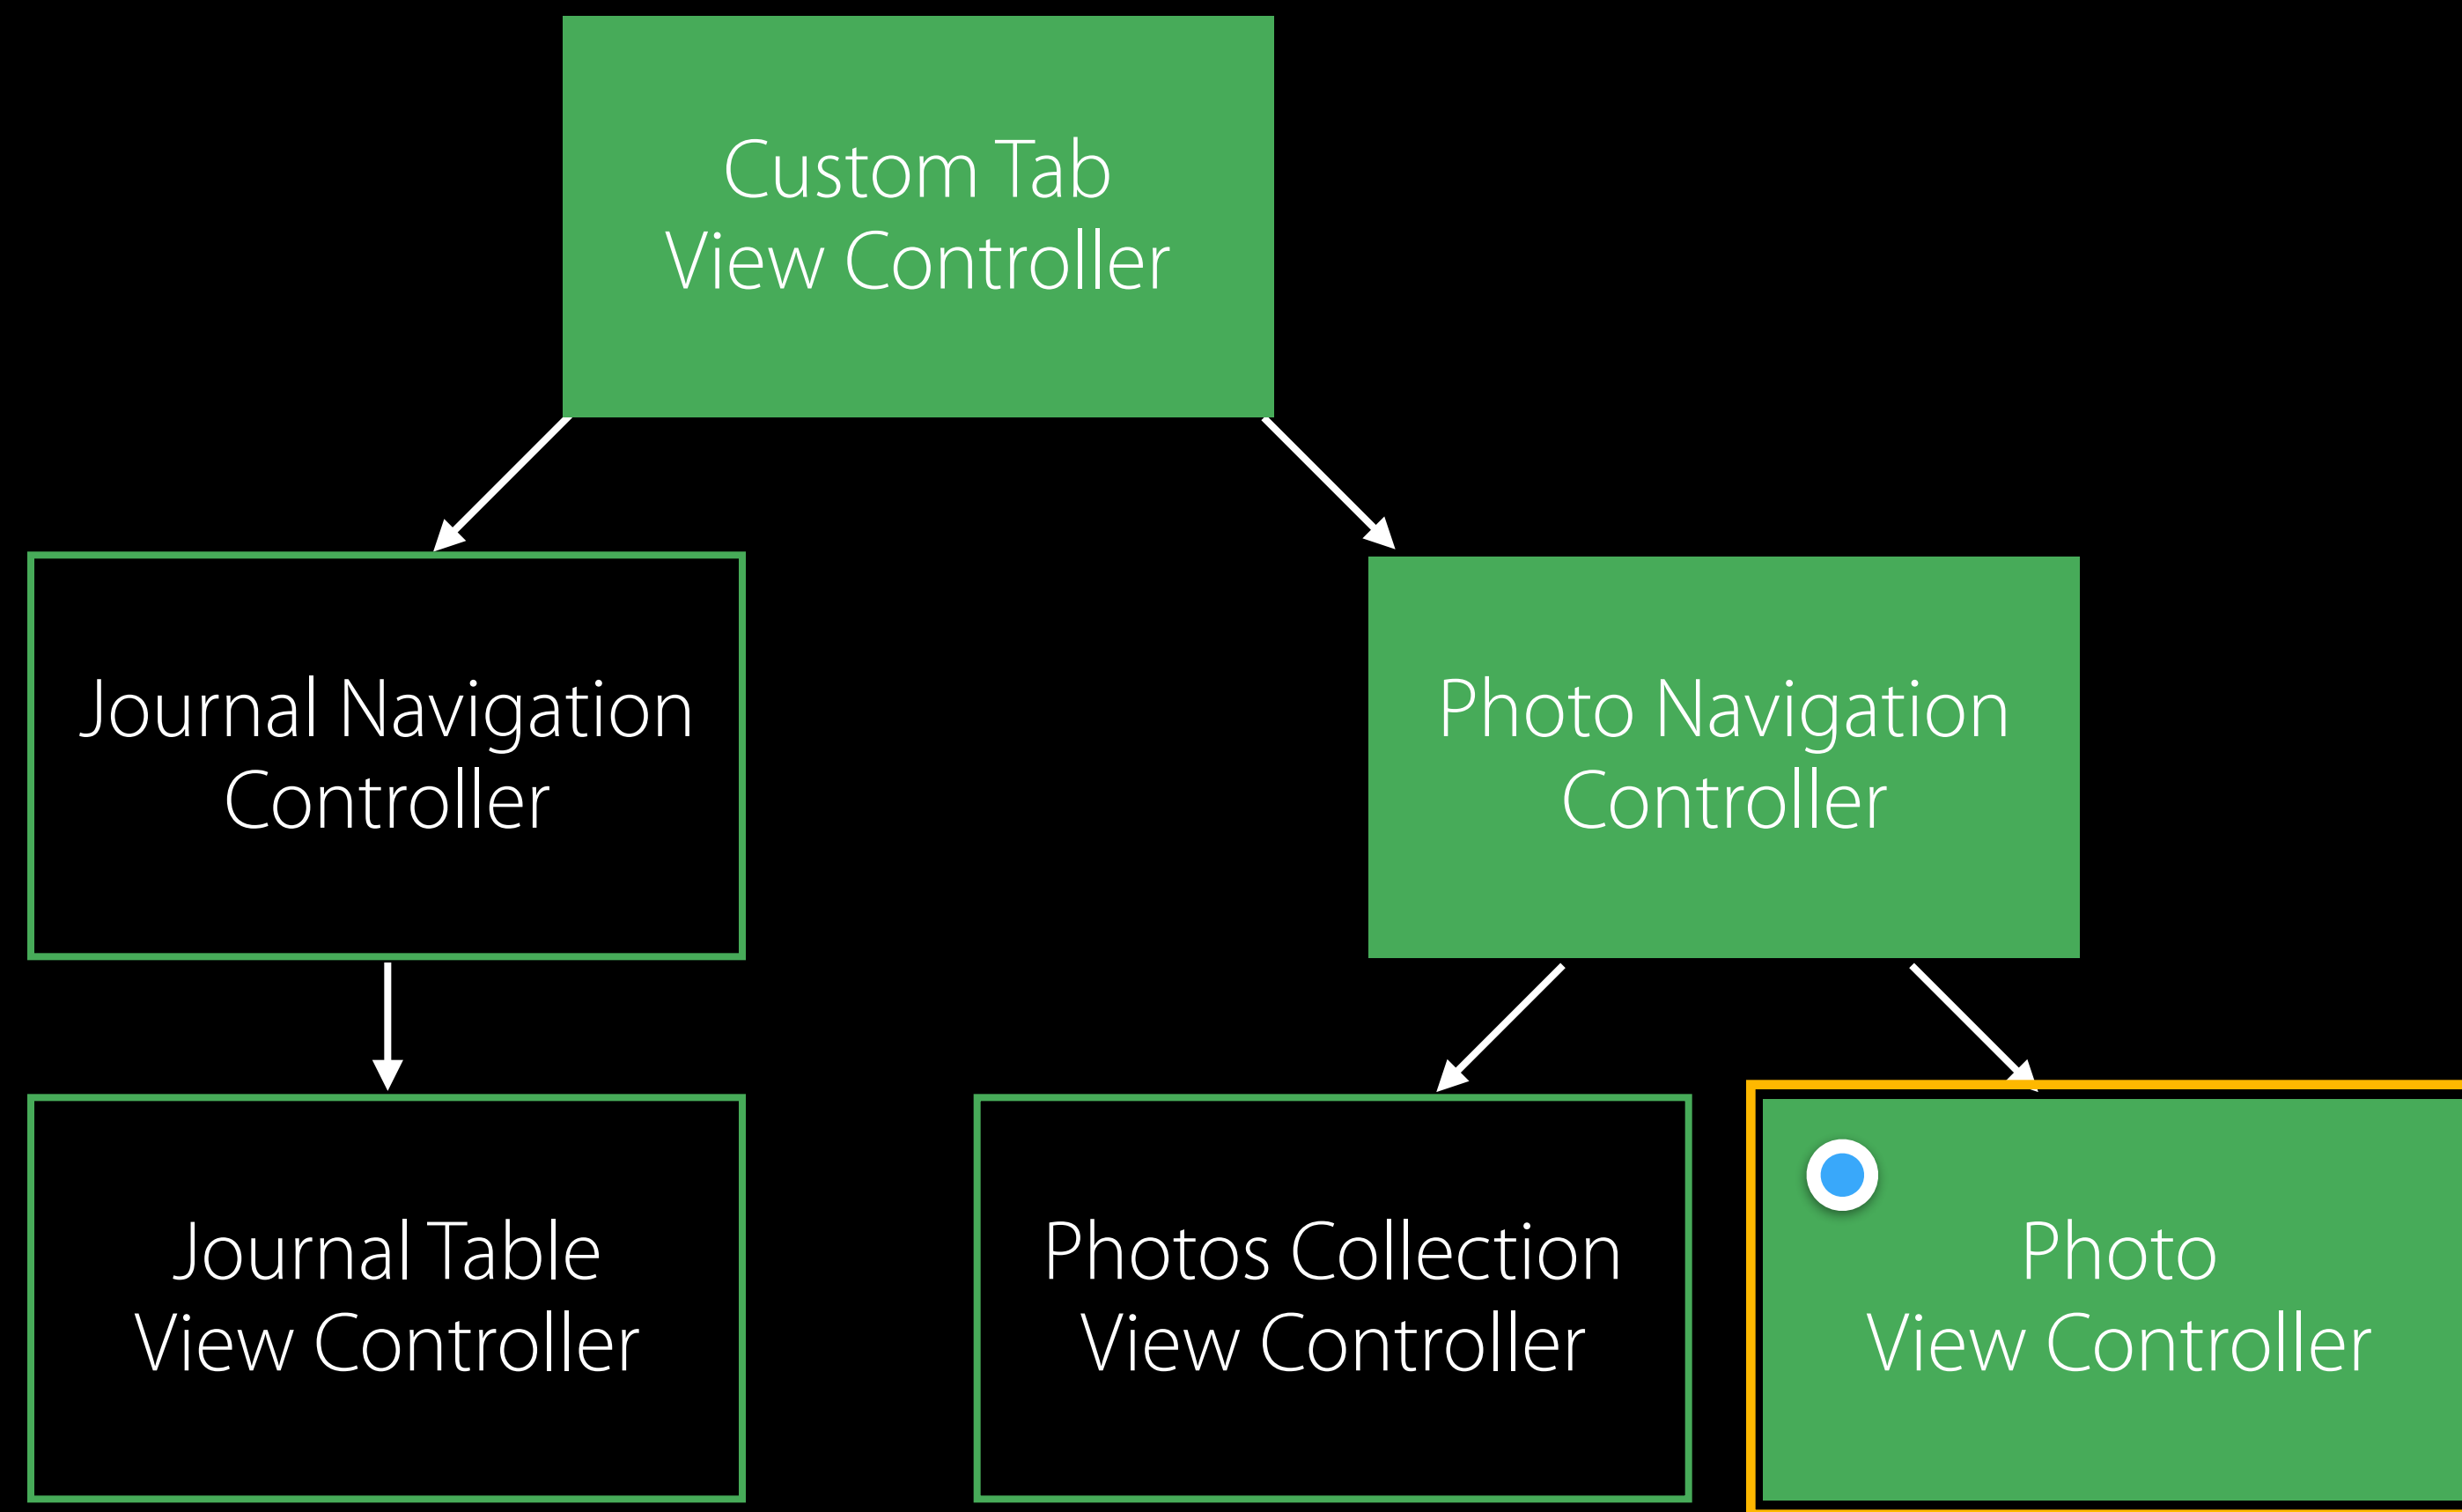 Custom Tab
View Controller
Journal Navigation
Controller
Photo Navigation
Controller
Journal Table
View Controller
Photos Collection
View Controller
Photo
View Controller